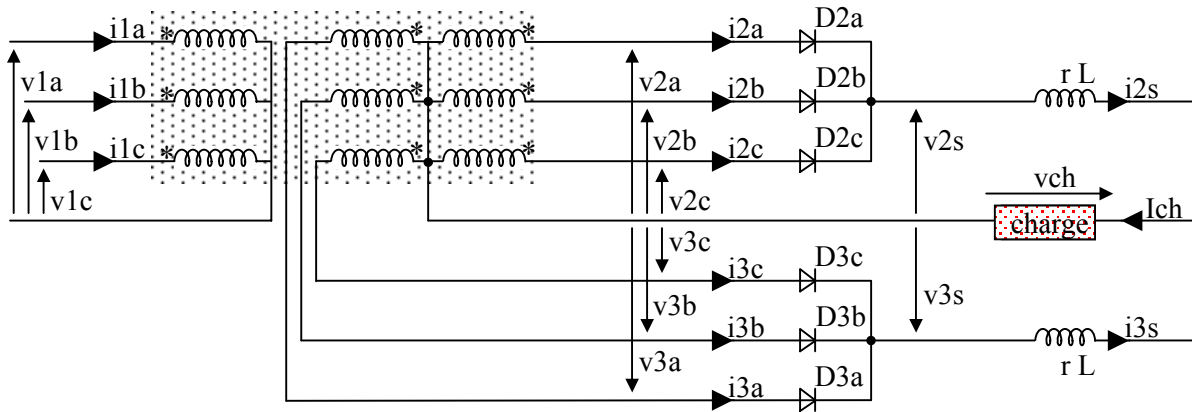 i1a * * * i2a D2a
v1a i1b * * * v2a i2b D2b r L i2s
v1b i1c * * * v2b i2c D2c v2s
v1c v2c vch
charge Ich
v3c i3c D3c
v3b i3b D3b v3s i3s
v3a i3a D3a r L